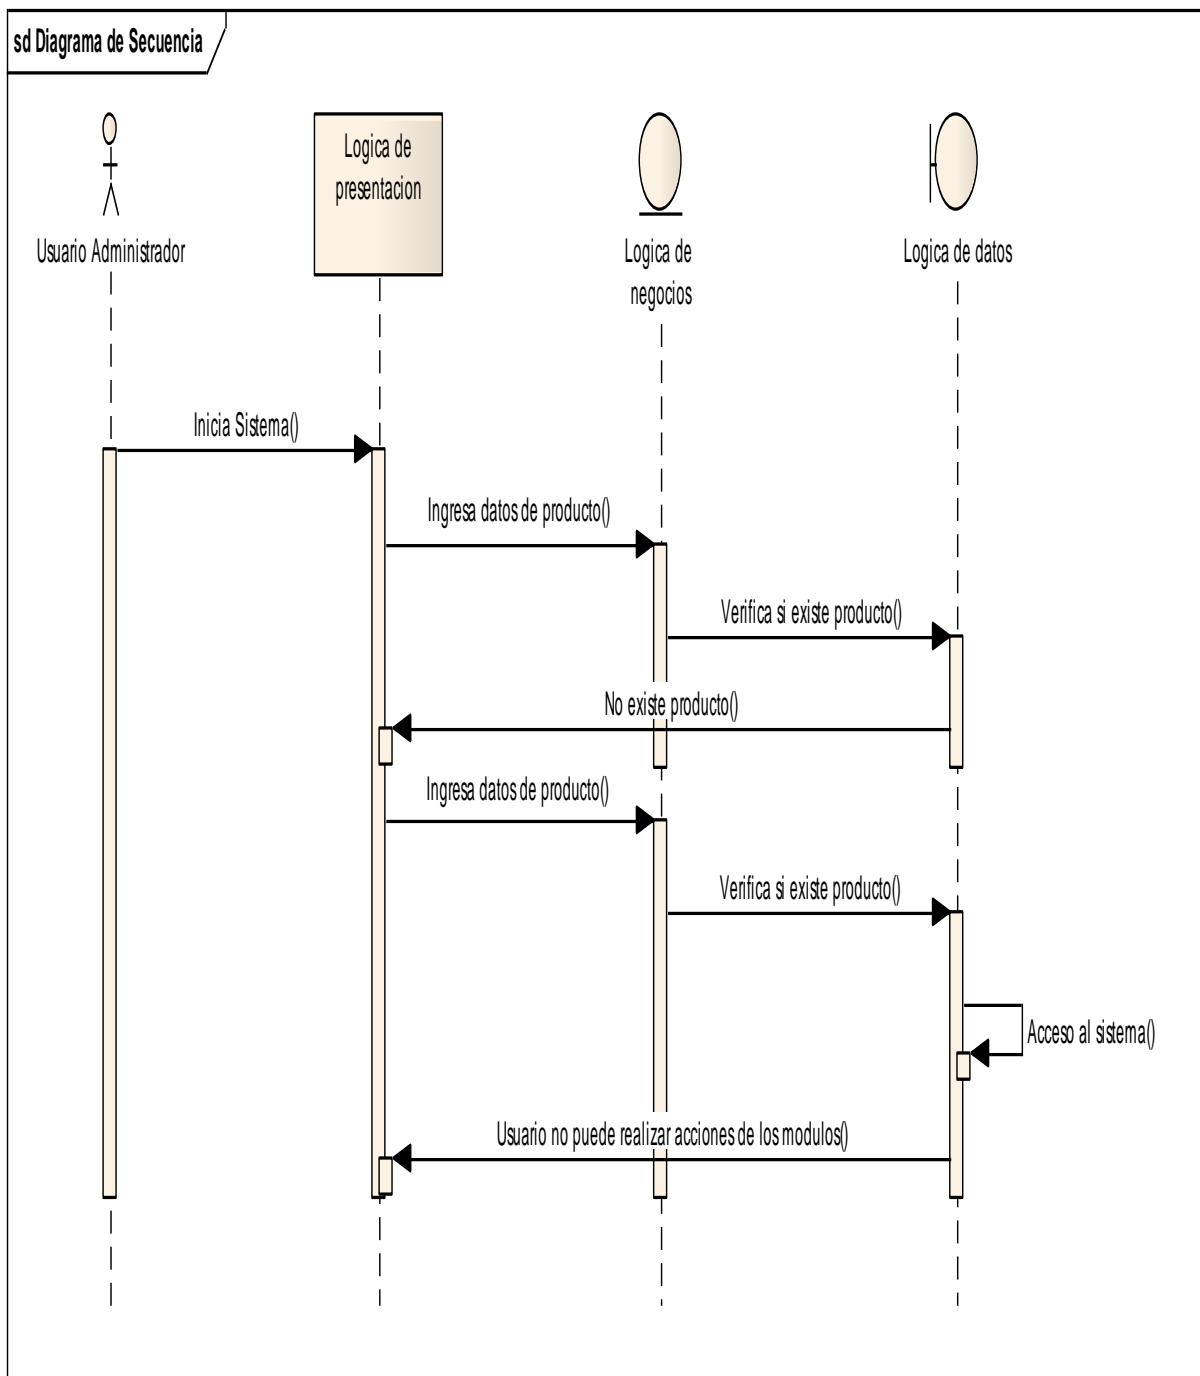 sd Diagrama de Secuencia
Usuario Administrador
Logica de
presentacion
Logica de
negocios
Logica de datos
Inicia Sistema()
Ingresa datos de producto()
Verifica si existe producto()
No existe producto()
Ingresa datos de producto()
Verifica si existe producto()
Acceso al sistema()
Usuario no puede realizar acciones de los modulos()